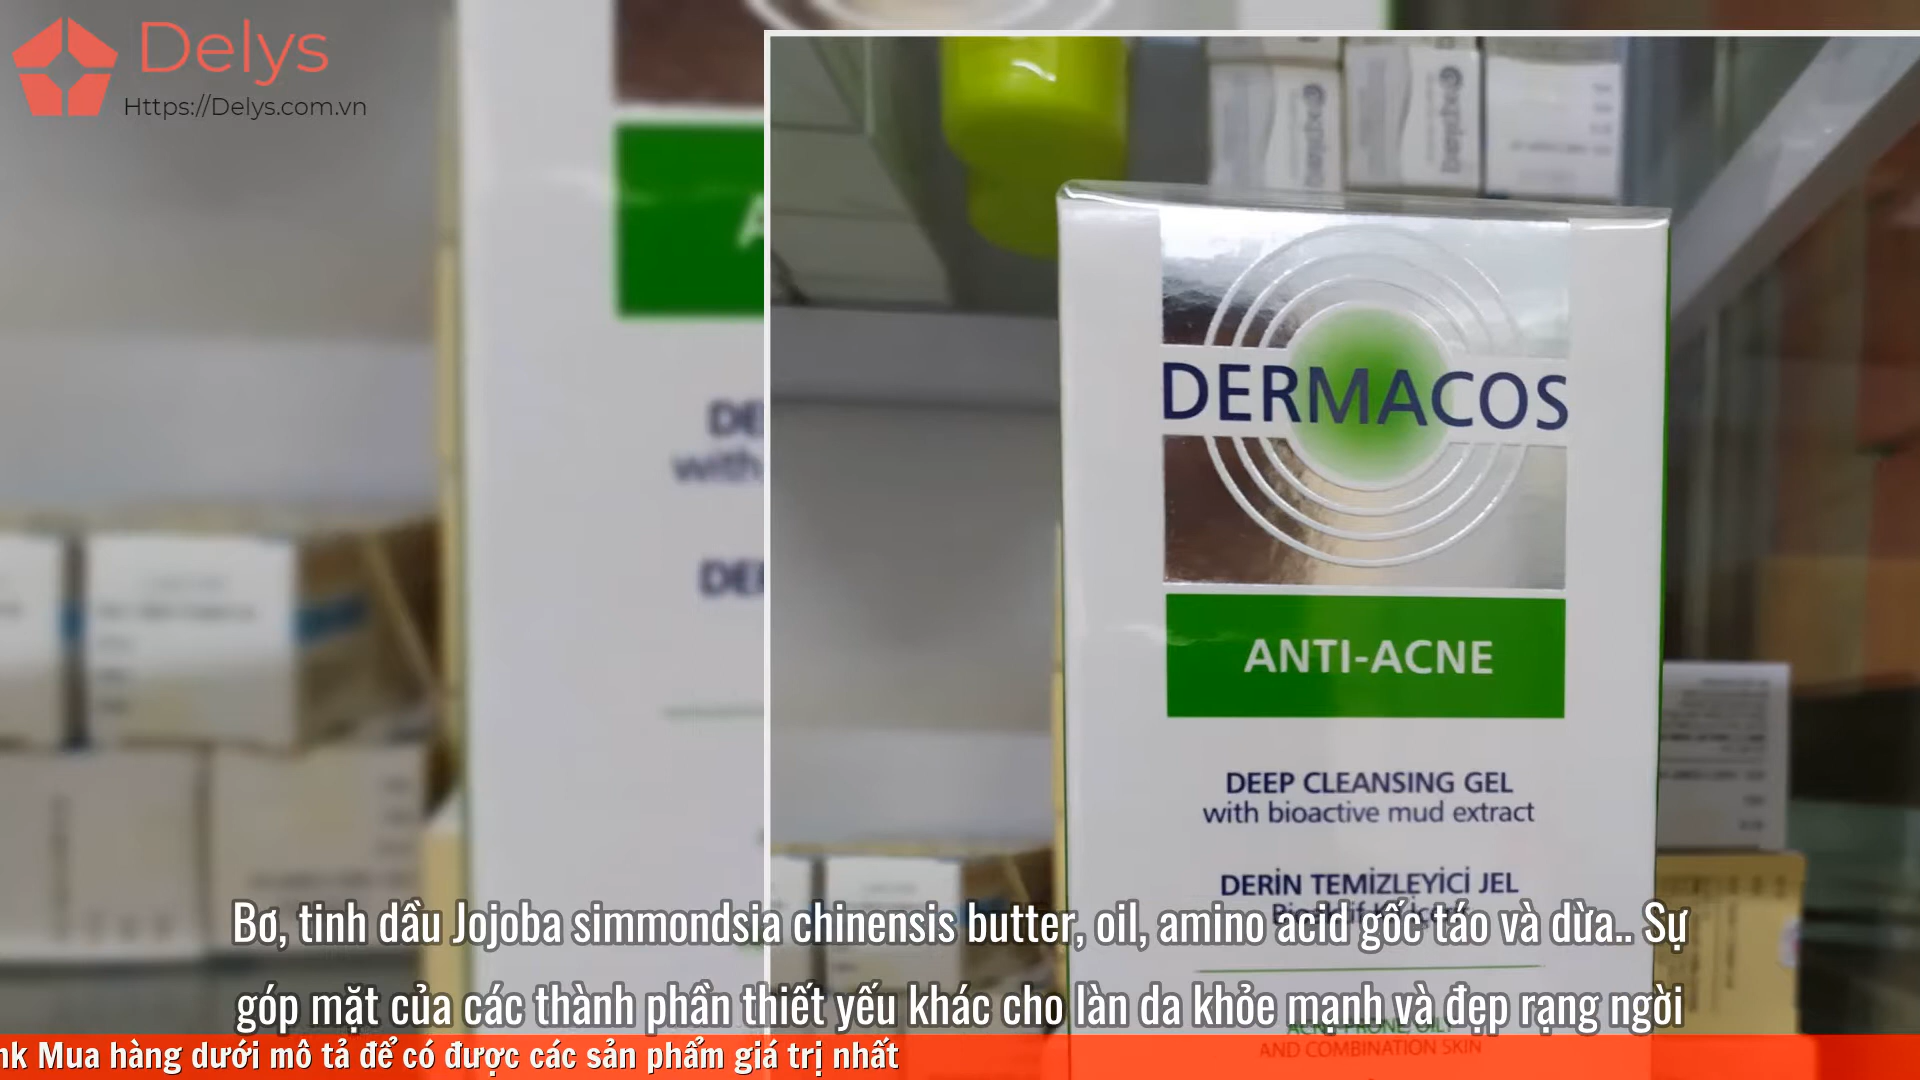 Delys
Https://Delys.com.vn
DERMACOS
ANTI-ACNE
DEEP CLEANSING GEL
with bioactive mud extract
DERİN TEMİZLEYİCİ JEL
Bơ, tinh dầu Jojoba simmondsia chinensis butter, oil, amino acid gốc táo và dừa.. Sự
góp mặt của các thành phần thiết yếu khác cho làn da khỏe mạnh và đẹp rạng ngời
ACNE PRONE, OILY
AND COMBINATION SKIN
nk Mua hàng dưới mô tả để có được các sản phẩm giá trị nhất